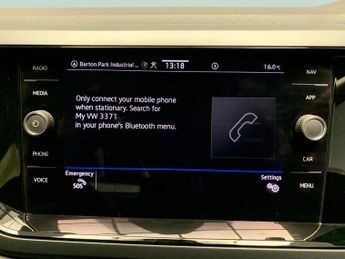 RADIO
MEDIA
PHONE
VOICE
Barton Park Industrial ... 13:18 16.0°C
Only connect your mobile phone
when stationary. Search for
My VW 3371
in your phone's Bluetooth menu.
Emergency
SOS
Settings
NAV
APP
CAR
MENU